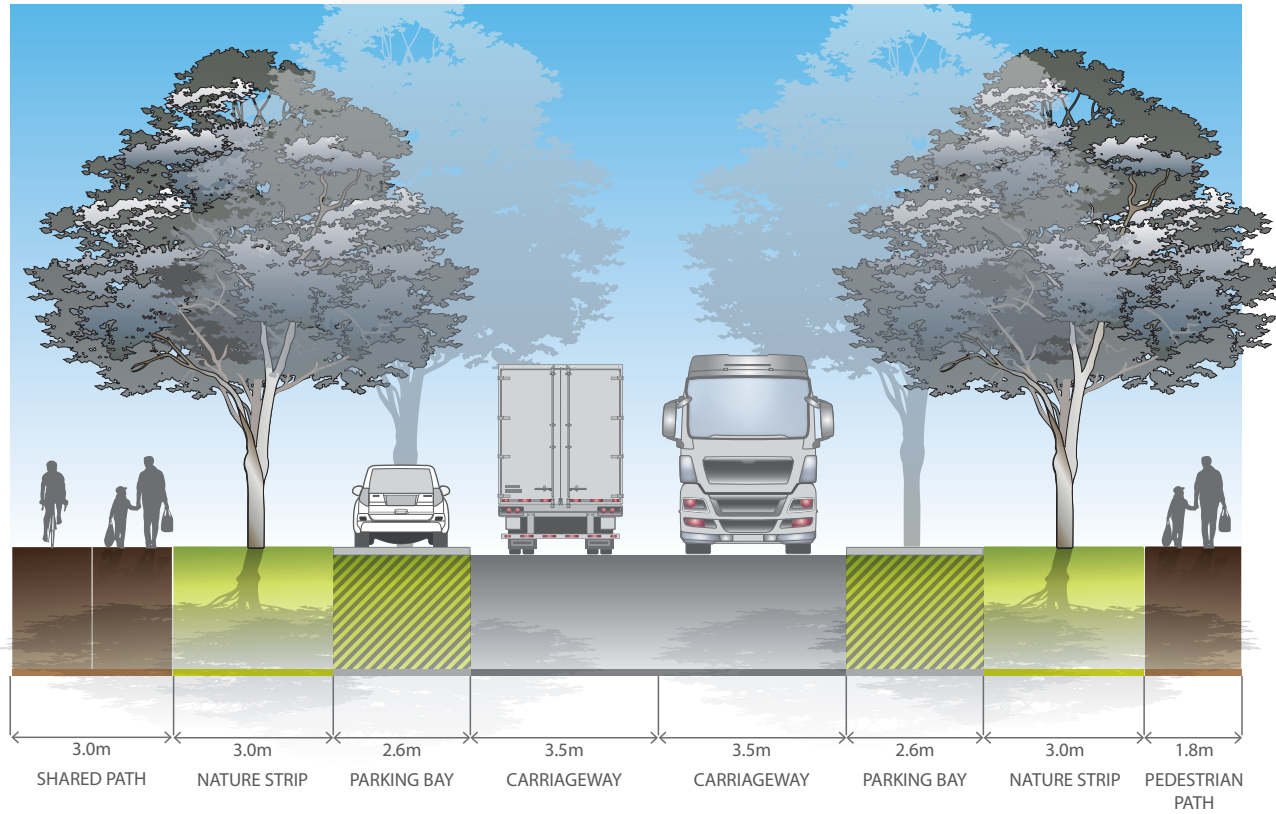 3.0m 3.0m 2.6m 3.5m 3.5m 2.6m 3.0m 1.8m
SHARED PATH NATURE STRIP PARKING BAY CARRIAGEWAY CARRIAGEWAY PARKING BAY NATURE STRIP PEDESTRIAN
PATH